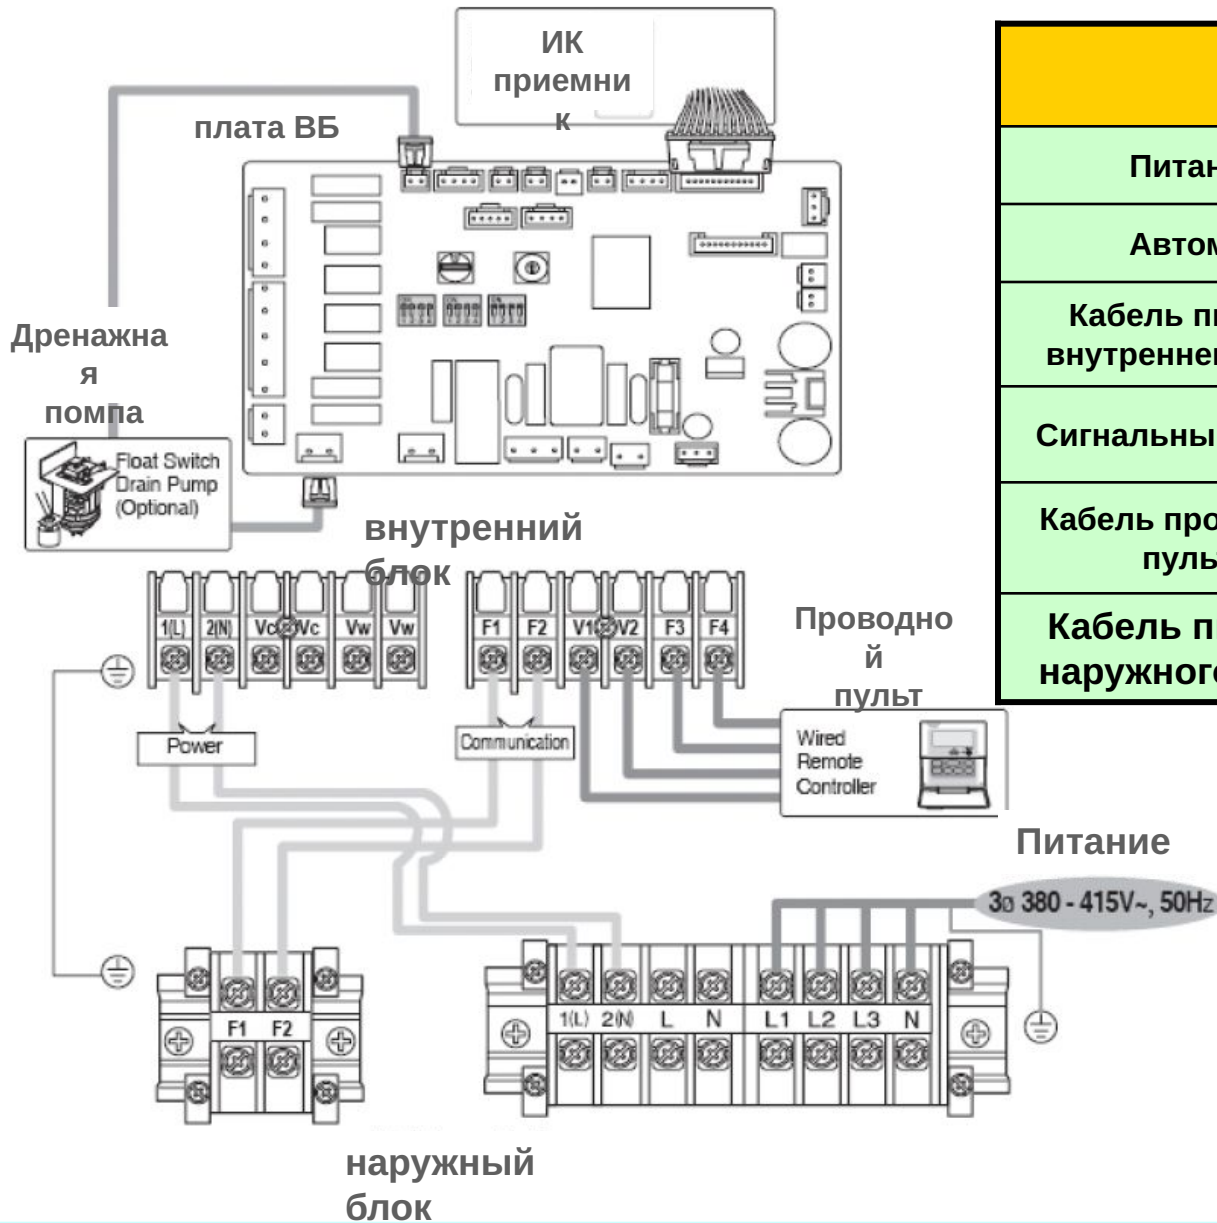 ИК
приемни
к
плата ВБ
Дренажна
я
помпа
Float Switch
Drain Pump
(Optional)
внутренний
блок
1(L) 2(N) Vc Vc Vw Vw
F1 F2 V1 V2 F3 F4
Проводно
й
пульт
Power
Communication
Wired
Remote
Controller
Питание
3ø 380 - 415V~, 50Hz
F1 F2
1(L) 2(N) L N L1 L2 L3 N
наружный
блок
Питан
Автом
Кабель п
внутренне
Сигнальны
Кабель про
пуль
Кабель п
наружног